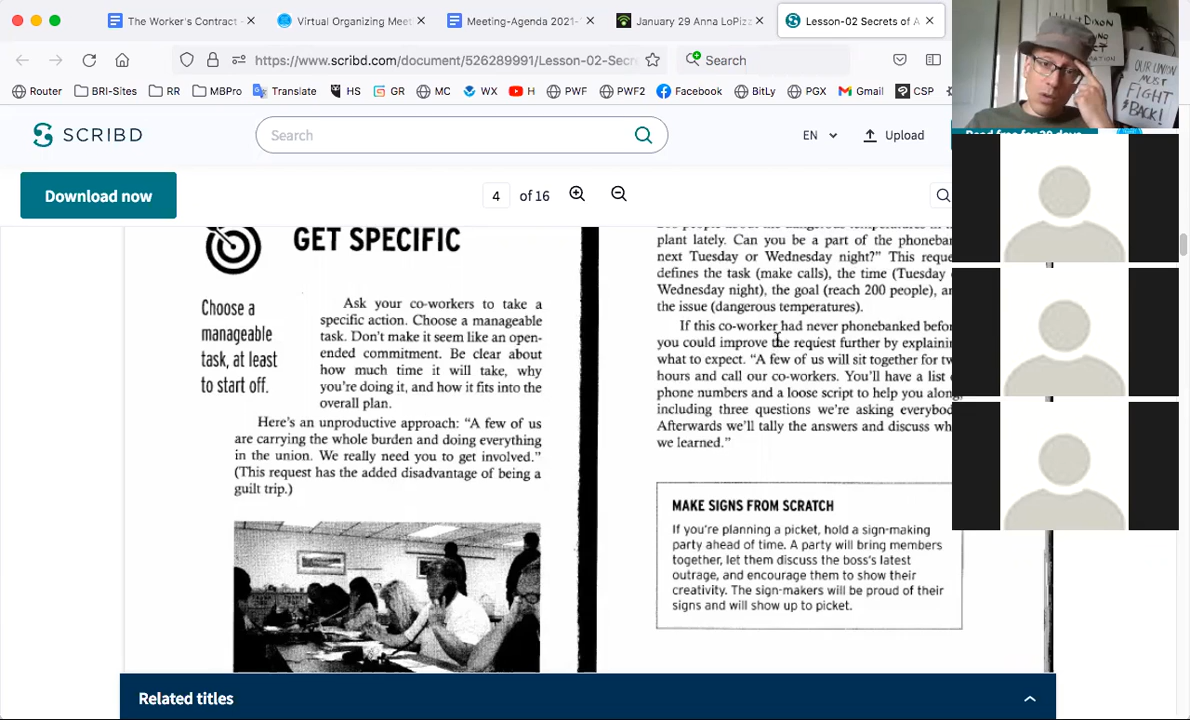 The Worker's Contract
Virtual Organizing Meet
Meeting-Agenda 2021-
January 29 Anna LoPizz
Lesson-02 Secrets of A
https://www.scribd.com/document/526289991/Lesson-02-Secre
Search
Router
BRI-Sites
RR
MBPro
Translate
HS
GR
MC
WX
H
PWF
PWF2
Facebook
BitLy
PGX
Gmail
CSP
SCRIBD
Search
EN
Upload
Read free for 30 days
Download now
4 of 16
GET SPECIFIC
Choose a
manageable
task, at least
to start off.
Ask your co-workers to take a
specific action. Choose a manageable
task. Don't make it seem like an open-
ended commitment. Be clear about
how much time it will take, why
you're doing it, and how it fits into the
overall plan.
Here's an unproductive approach: "A few of us
are carrying the whole burden and doing everything
in the union. We really need you to get involved."
(This request has the added disadvantage of being a
guilt trip.)
plant lately. Can you be a part of the phoneban
next Tuesday or Wednesday night?" This reque
defines the task (make calls), the time (Tuesday
Wednesday night), the goal (reach 200 people), an
the issue (dangerous temperatures).
If this co-worker had never phonebanked befor
you could improve the request further by explainin
what to expect. "A few of us will sit together for tw
hours and call our co-workers. You'll have a list
phone numbers and a loose script to help you along,
including three questions we're asking everybod
Afterwards we'll tally the answers and discuss wh
we learned."
MAKE SIGNS FROM SCRATCH
If you're planning a picket, hold a sign-making
party ahead of time. A party will bring members
together, let them discuss the boss's latest
outrage, and encourage them to show their
creativity. The sign-makers will be proud of their
signs and will show up to picket.
Related titles
DIXON
OUR UNION
MUST
FIGHT
BACK!